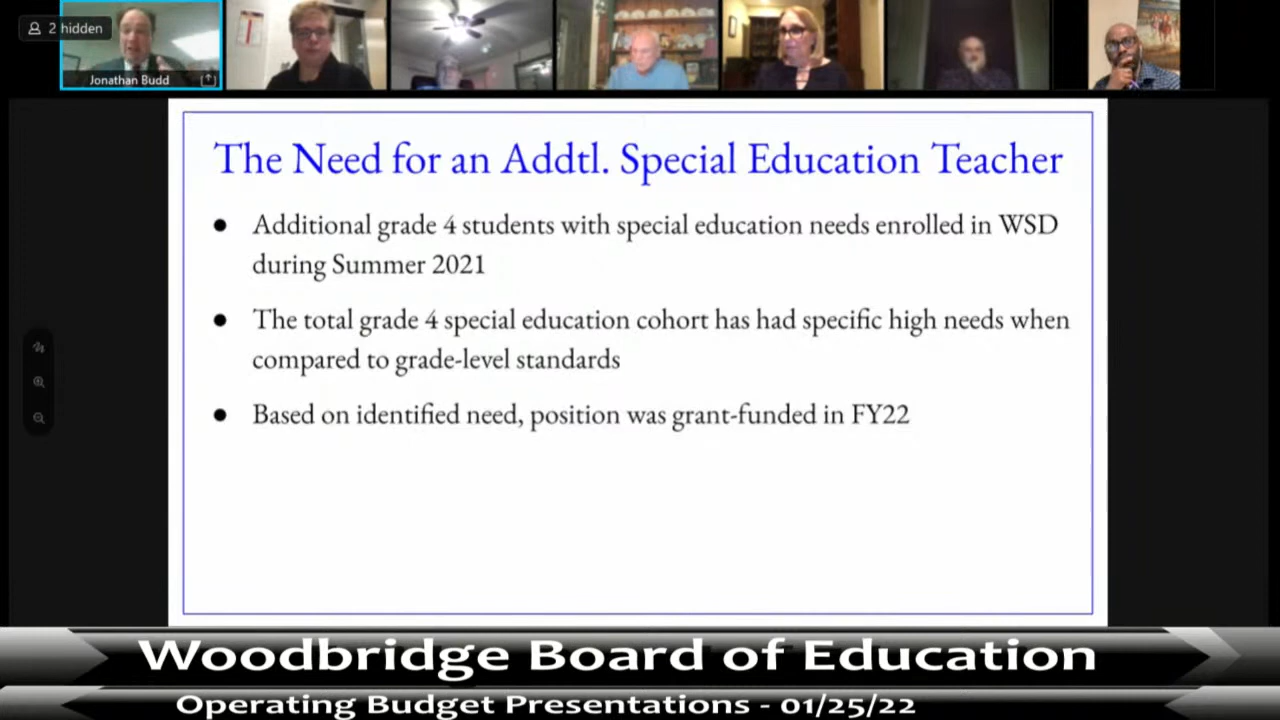 2 hidden
Jonathan Budd
The Need for an Addtl. Special Education Teacher
● Additional grade 4 students with special education needs enrolled in WSD
during Summer 2021
● The total grade 4 special education cohort has had specific high needs when
compared to grade-level standards
● Based on identified need, position was grant-funded in FY22
Woodbridge Board of Education
Operating Budget Presentations - 01/25/22